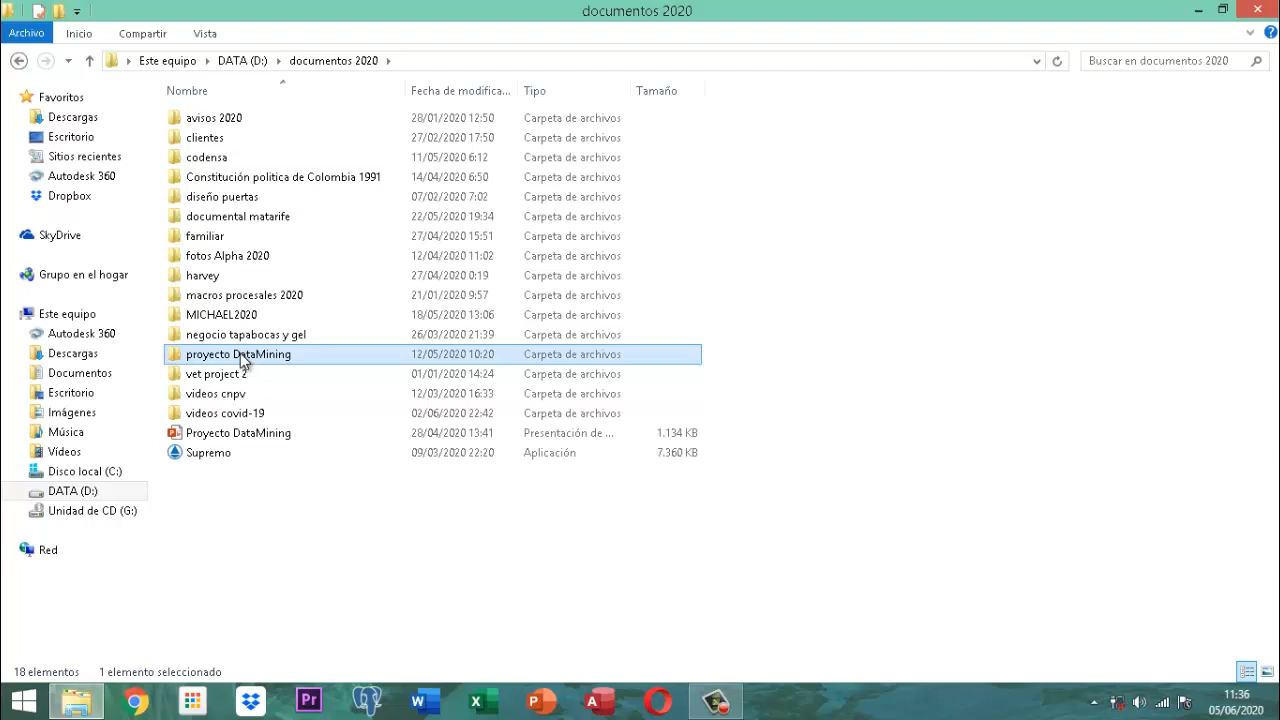 documentos 2020
Archivo Inicio Compartir Vista
Este equipo DATA (D:) documentos 2020 Buscar en documentos 2020
Nombre Fecha de modifica... Tipo Tamaño
Favoritos
Descargas
Escritorio
Sitios recientes
Autodesk 360
Dropbox
SkyDrive
Grupo en el hogar
Este equipo
Autodesk 360
Descargas
Documentos
Escritorio
Imágenes
Música
Vídeos
Disco local (C:)
DATA (D:)
Unidad de CD (G:)
Red
avisos 2020 28/01/2020 12:50 Carpeta de archivos
clientes 27/02/2020 17:50 Carpeta de archivos
codensa 11/05/2020 6:12 Carpeta de archivos
Constitución politica de Colombia 1991 14/04/2020 6:50 Carpeta de archivos
diseño puertas 07/02/2020 7:02 Carpeta de archivos
documental matarife 22/05/2020 19:34 Carpeta de archivos
familiar 27/04/2020 15:51 Carpeta de archivos
fotos Alpha 2020 12/04/2020 11:02 Carpeta de archivos
harvey 27/04/2020 0:19 Carpeta de archivos
macros procesales 2020 21/01/2020 9:57 Carpeta de archivos
MICHAEL2020 18/05/2020 13:06 Carpeta de archivos
negocio tapabocas y gel 26/03/2020 21:39 Carpeta de archivos
proyecto DataMining 12/05/2020 10:20 Carpeta de archivos
vet project 2 01/01/2020 14:24 Carpeta de archivos
videos cnpv 12/03/2020 16:33 Carpeta de archivos
videos covid-19 02/06/2020 22:42 Carpeta de archivos
Proyecto DataMining 28/04/2020 13:41 Presentación de ... 1.134 KB
Supremo 09/03/2020 22:20 Aplicación 7.360 KB
18 elementos 1 elemento seleccionado
Pr W X P A
11:36
05/06/2020